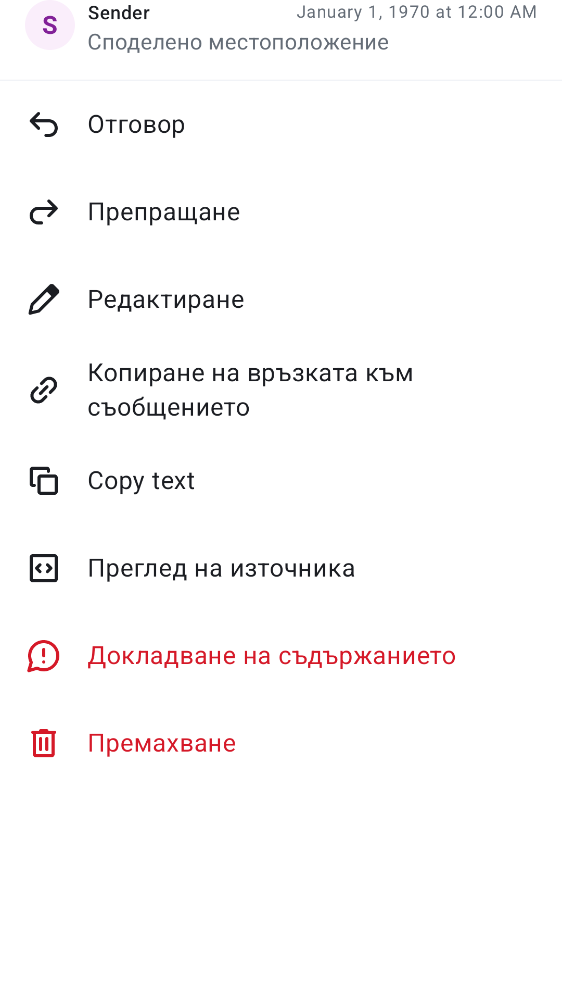 S
Sender
January 1, 1970 at 12:00 AM
Споделено местоположение
Отговор
Препращане
Редактиране
Копиране на връзката към
съобщението
Copy text
Преглед на източника
Докладване на съдържанието
Премахване